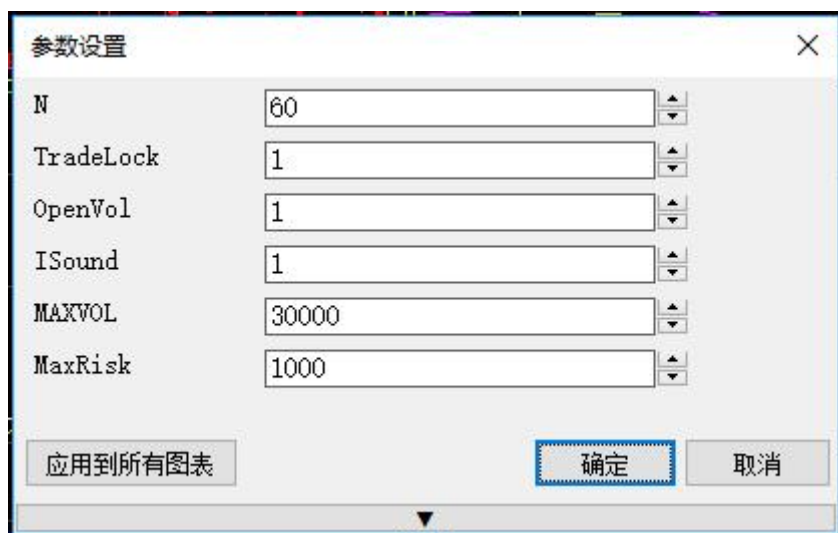 参数设置
N 60
TradeLock 1
OpenVol 1
ISound 1
MAXVOL 30000
MaxRisk 1000
应用到所有图表 确定 取消